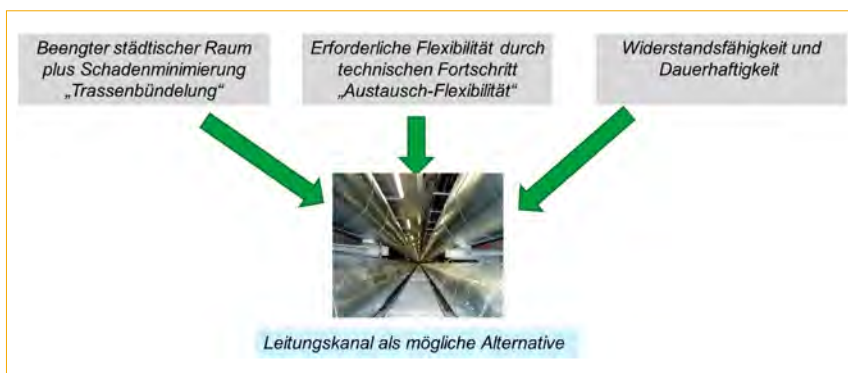 Beengter städtischer Raum
plus Schadenminimierung
„Trassenbündelung“
Erforderliche Flexibilität durch
technischen Fortschritt
„Austausch-Flexibilität“
Widerstandsfähigkeit und
Dauerhaftigkeit
Leitungskanal als mögliche Alternative